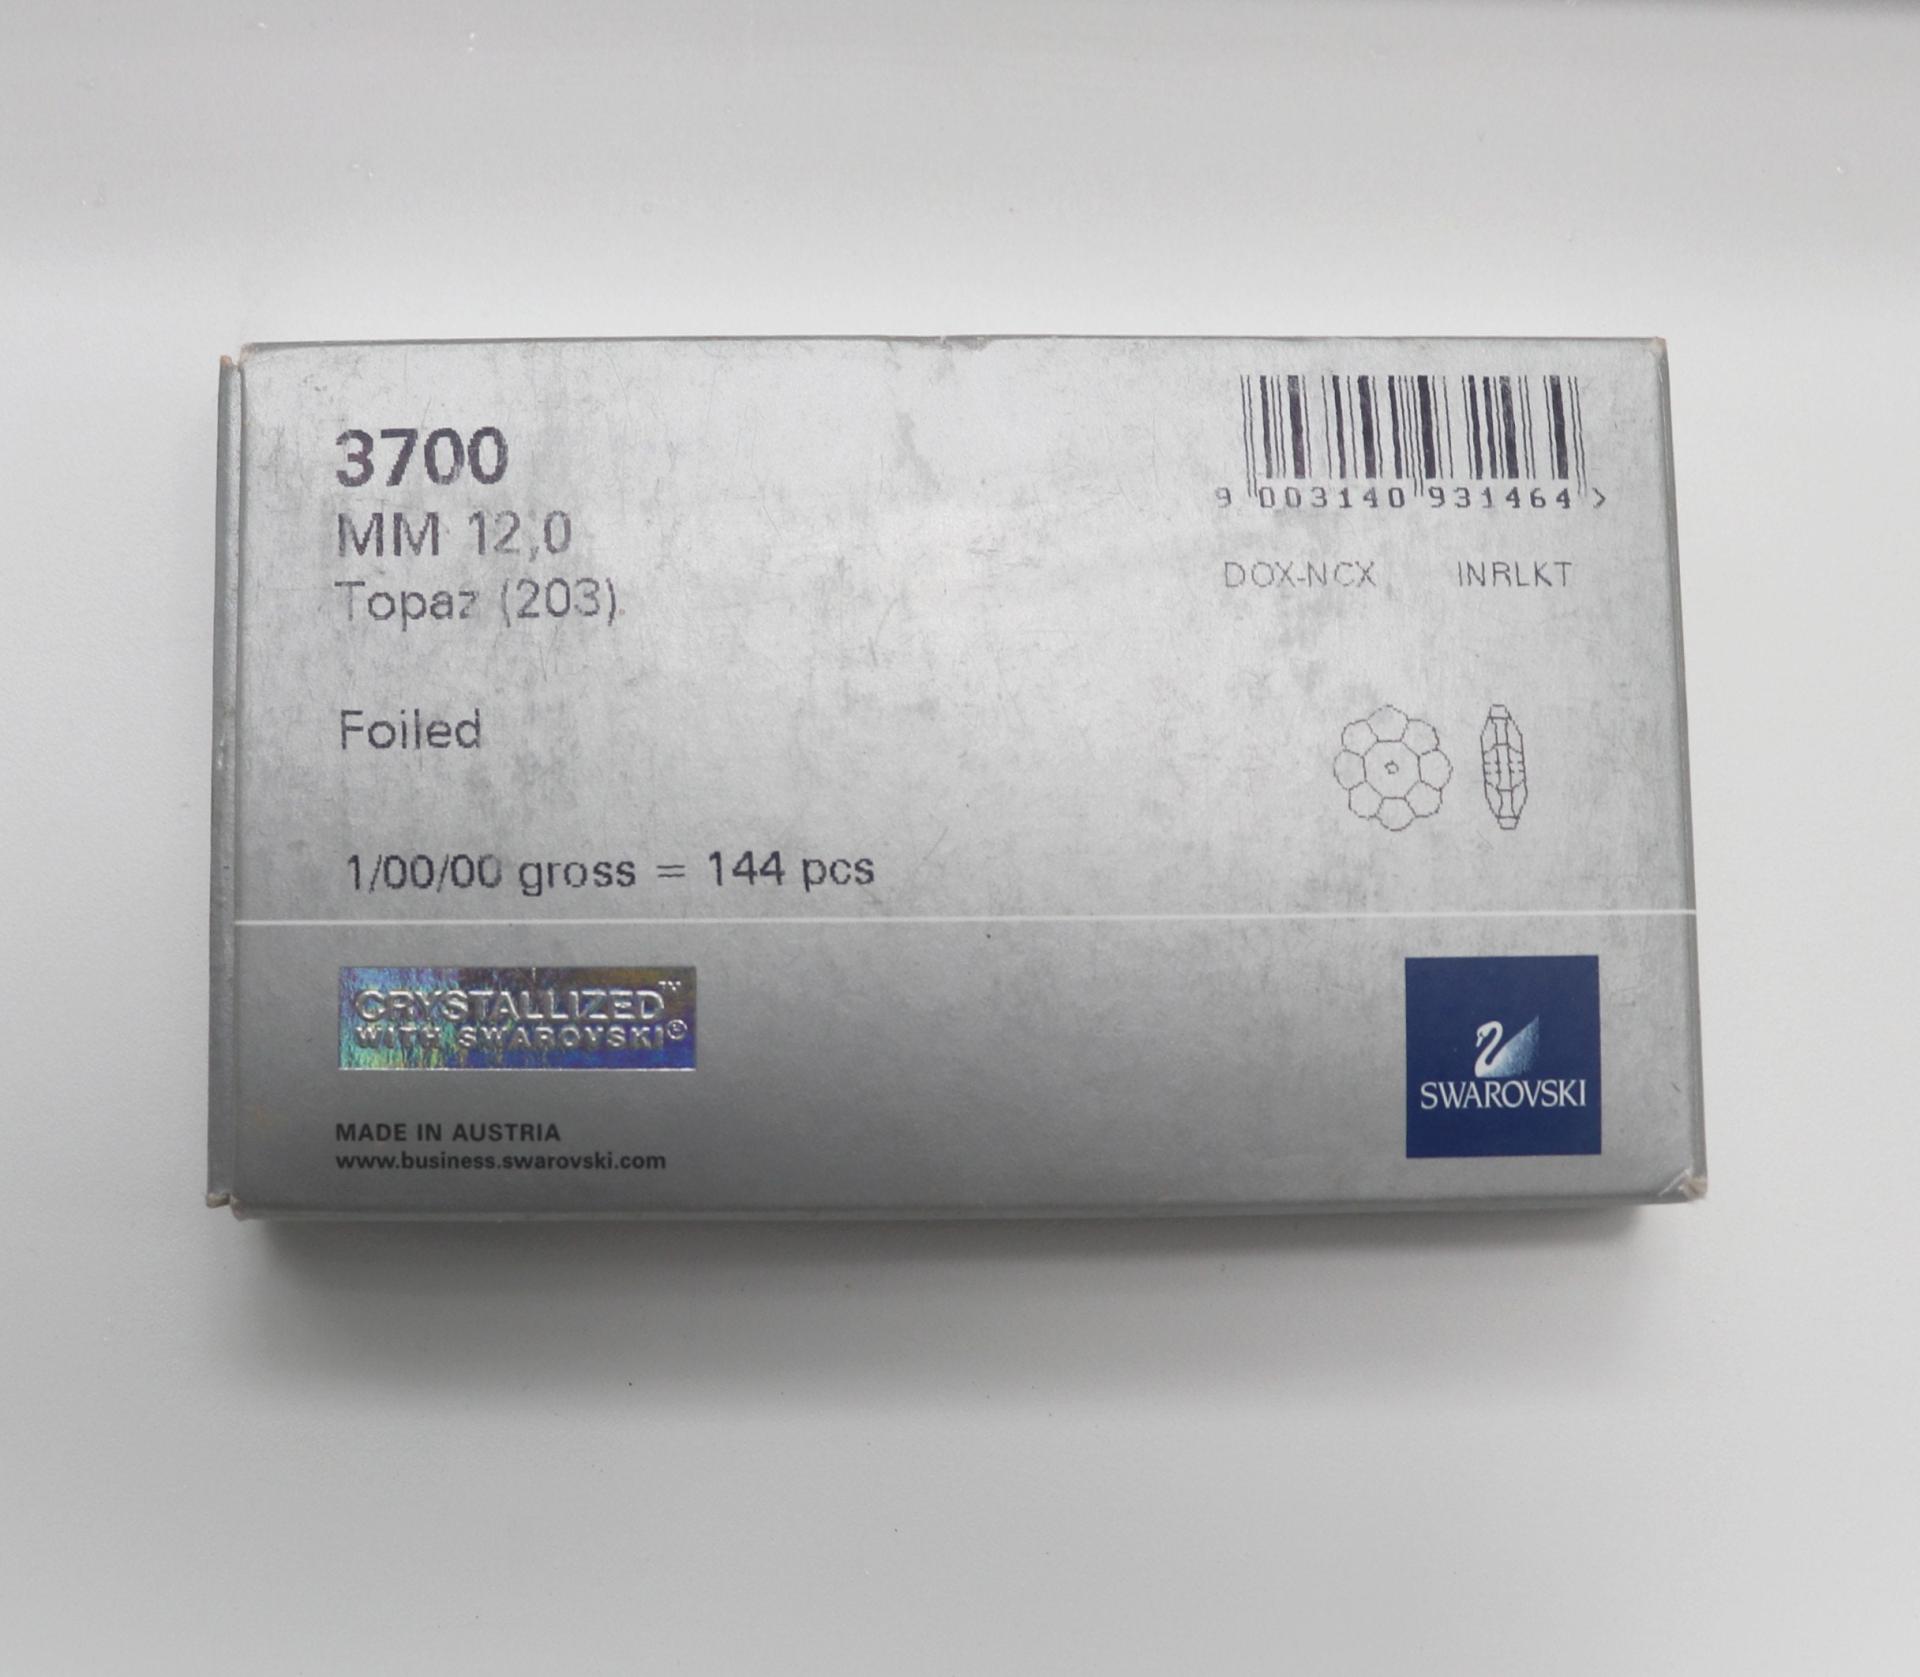 3700
MM 12,0
Topaz (203)
Foiled
1/00/00 gross = 144 pcs
9 003140 931464 >
DOX-NCX INRLKT
CRYSTALLIZED™
WITH SWAROVSKI©
MADE IN AUSTRIA
www.business.swarovski.com
SWAROVSKI